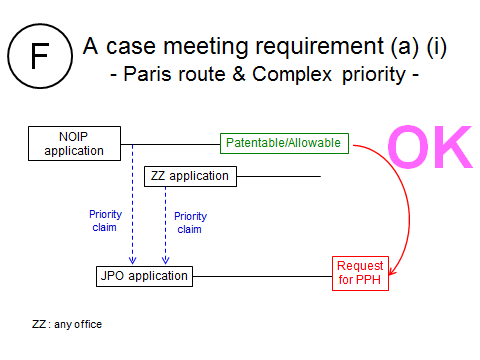 F
A case meeting requirement (a) (i)
- Paris route & Complex priority -
OK
NOIP
application
Patentable/Allowable
ZZ application
Priority
claim
Priority
claim
JPO application
Request
for PPH
ZZ : any office